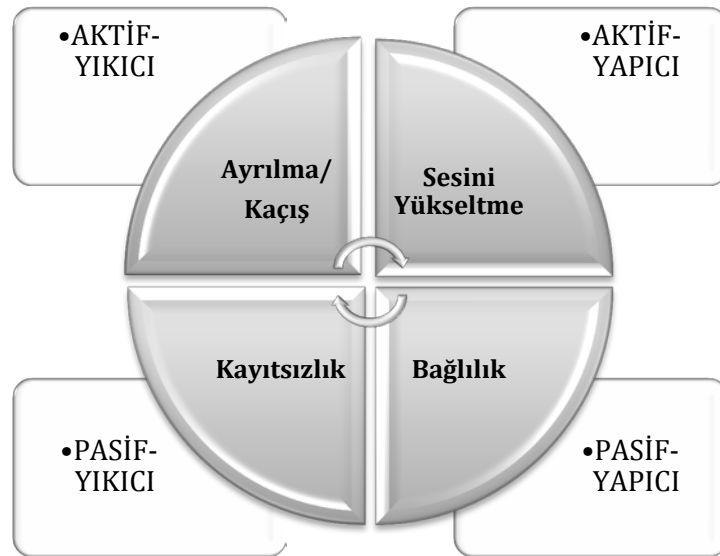 •AKTİF-
YIKICI
•AKTİF-
YAPICI
Ayrılma/
Kaçış
Sesini
Yükseltme
Kayıtsızlık
Bağlılık
•PASİF-
YIKICI
•PASİF-
YAPICI